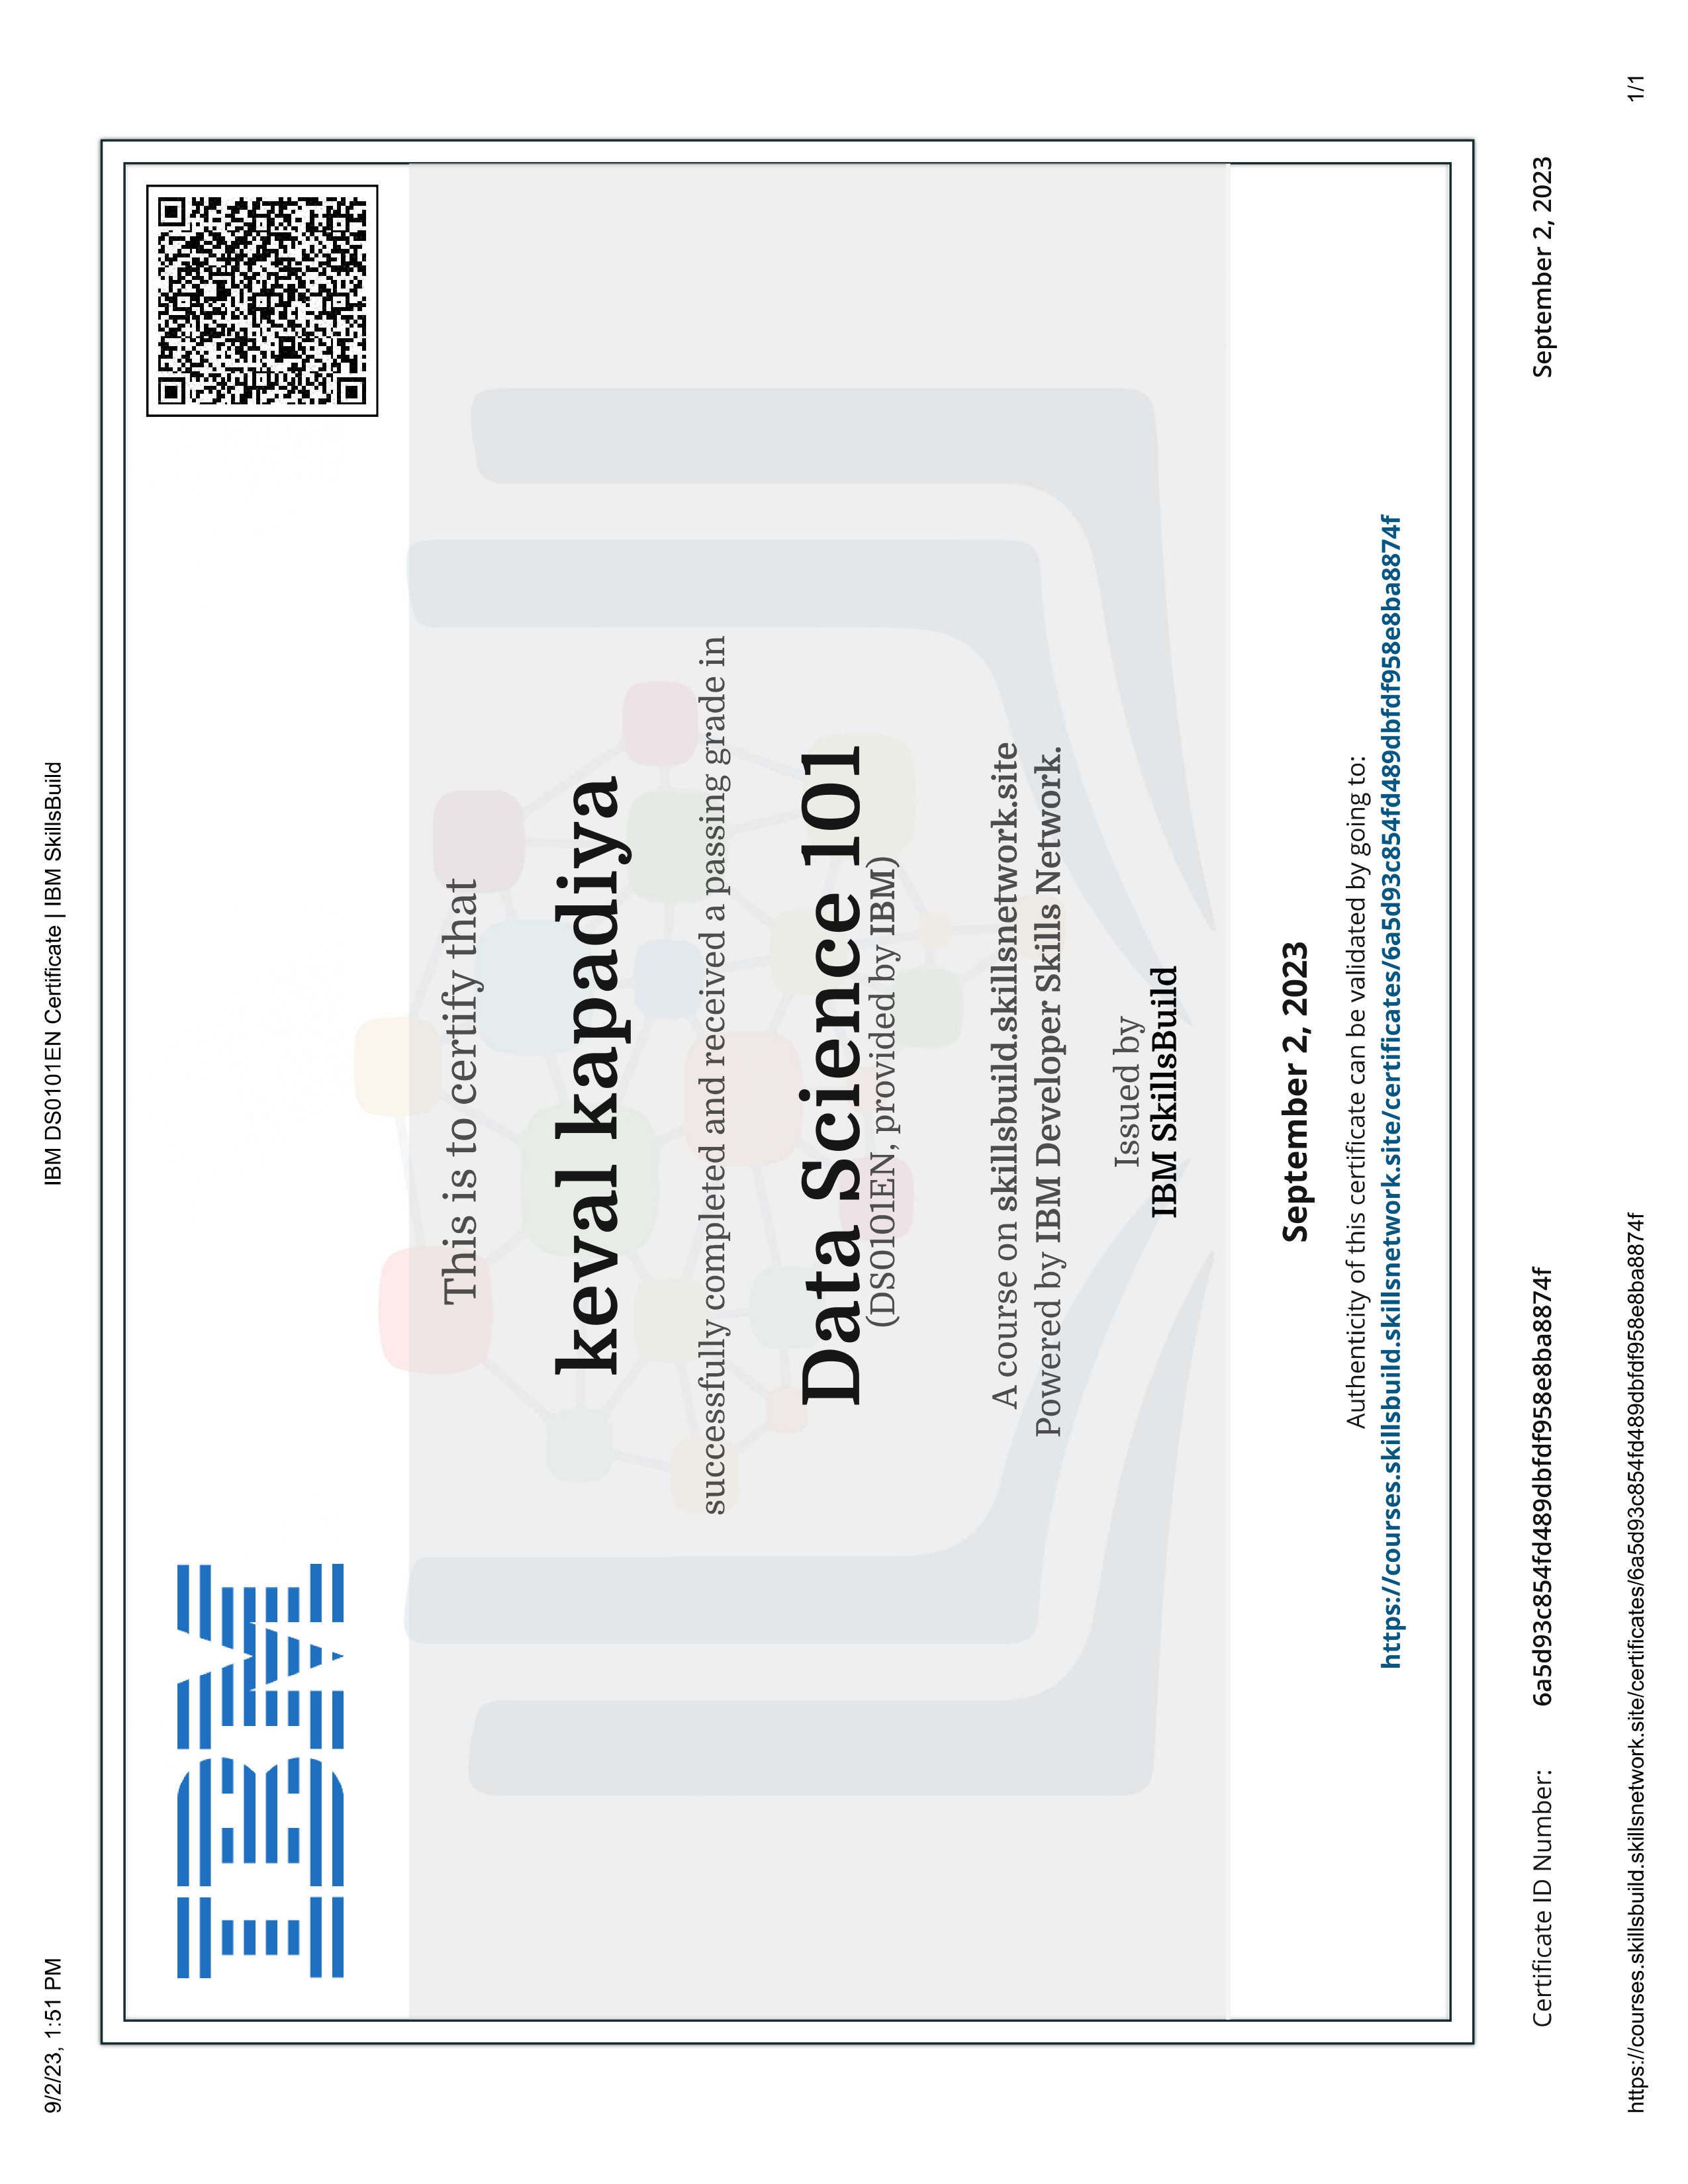 9/2/23, 1:51 PM
IBM DS0101EN Certificate | IBM SkillsBuild
IBM
This is to certify that
keval kapadiya
successfully completed and received a passing grade in
Data Science 101
(DS0101EN, provided by IBM)
A course on skillsbuild.skillsnetwork.site
Powered by IBM Developer Skills Network.
Issued by
IBM SkillsBuild
September 2, 2023
Authenticity of this certificate can be validated by going to:
https://courses.skillsbuild.skillsnetwork.site/certificates/6a5d93c854fd489dbfdf958e8ba8874f
Certificate ID Number: 6a5d93c854fd489dbfdf958e8ba8874f
September 2, 2023
https://courses.skillsbuild.skillsnetwork.site/certificates/6a5d93c854fd489dbfdf958e8ba8874f
1/1